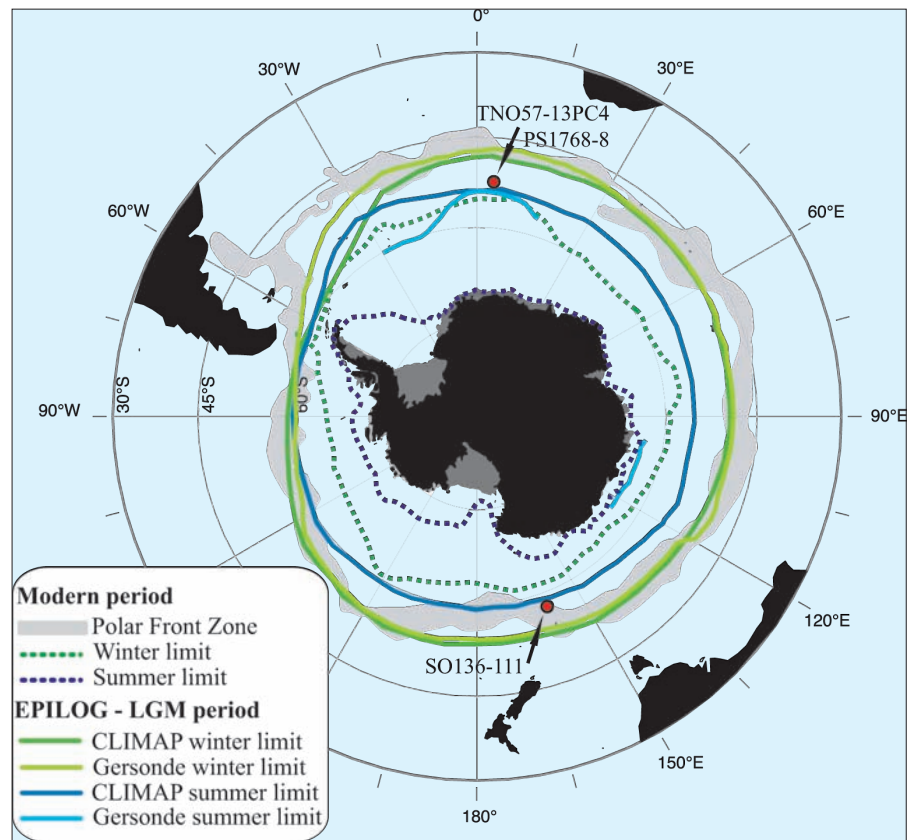 0°
30°W
30°E
TNO57-13PC4
PS1768-8
60°W
60°E
90°W
30°S
45°S
60°S
90°E
120°E
SO136-111
150°E
180°
Modern period
Polar Front Zone
Winter limit
Summer limit
EPILOG - LGM period
CLIMAP winter limit
Gersonde winter limit
CLIMAP summer limit
Gersonde summer limit